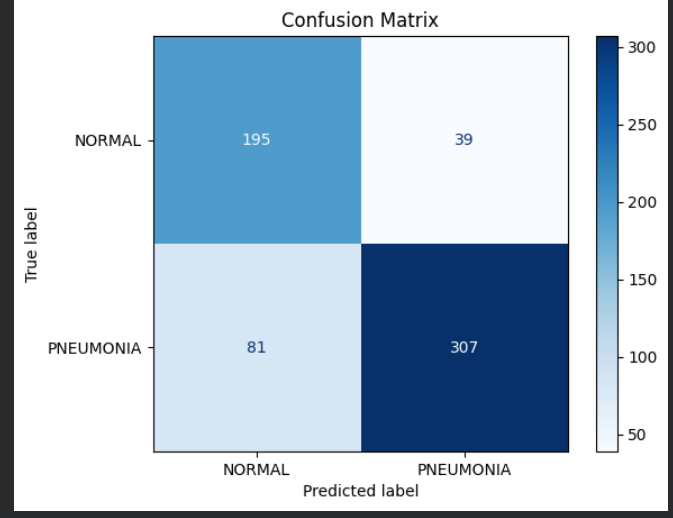 Confusion Matrix
True label
NORMAL
195
39
PNEUMONIA
81
307
NORMAL
PNEUMONIA
Predicted label
300
250
200
150
100
50